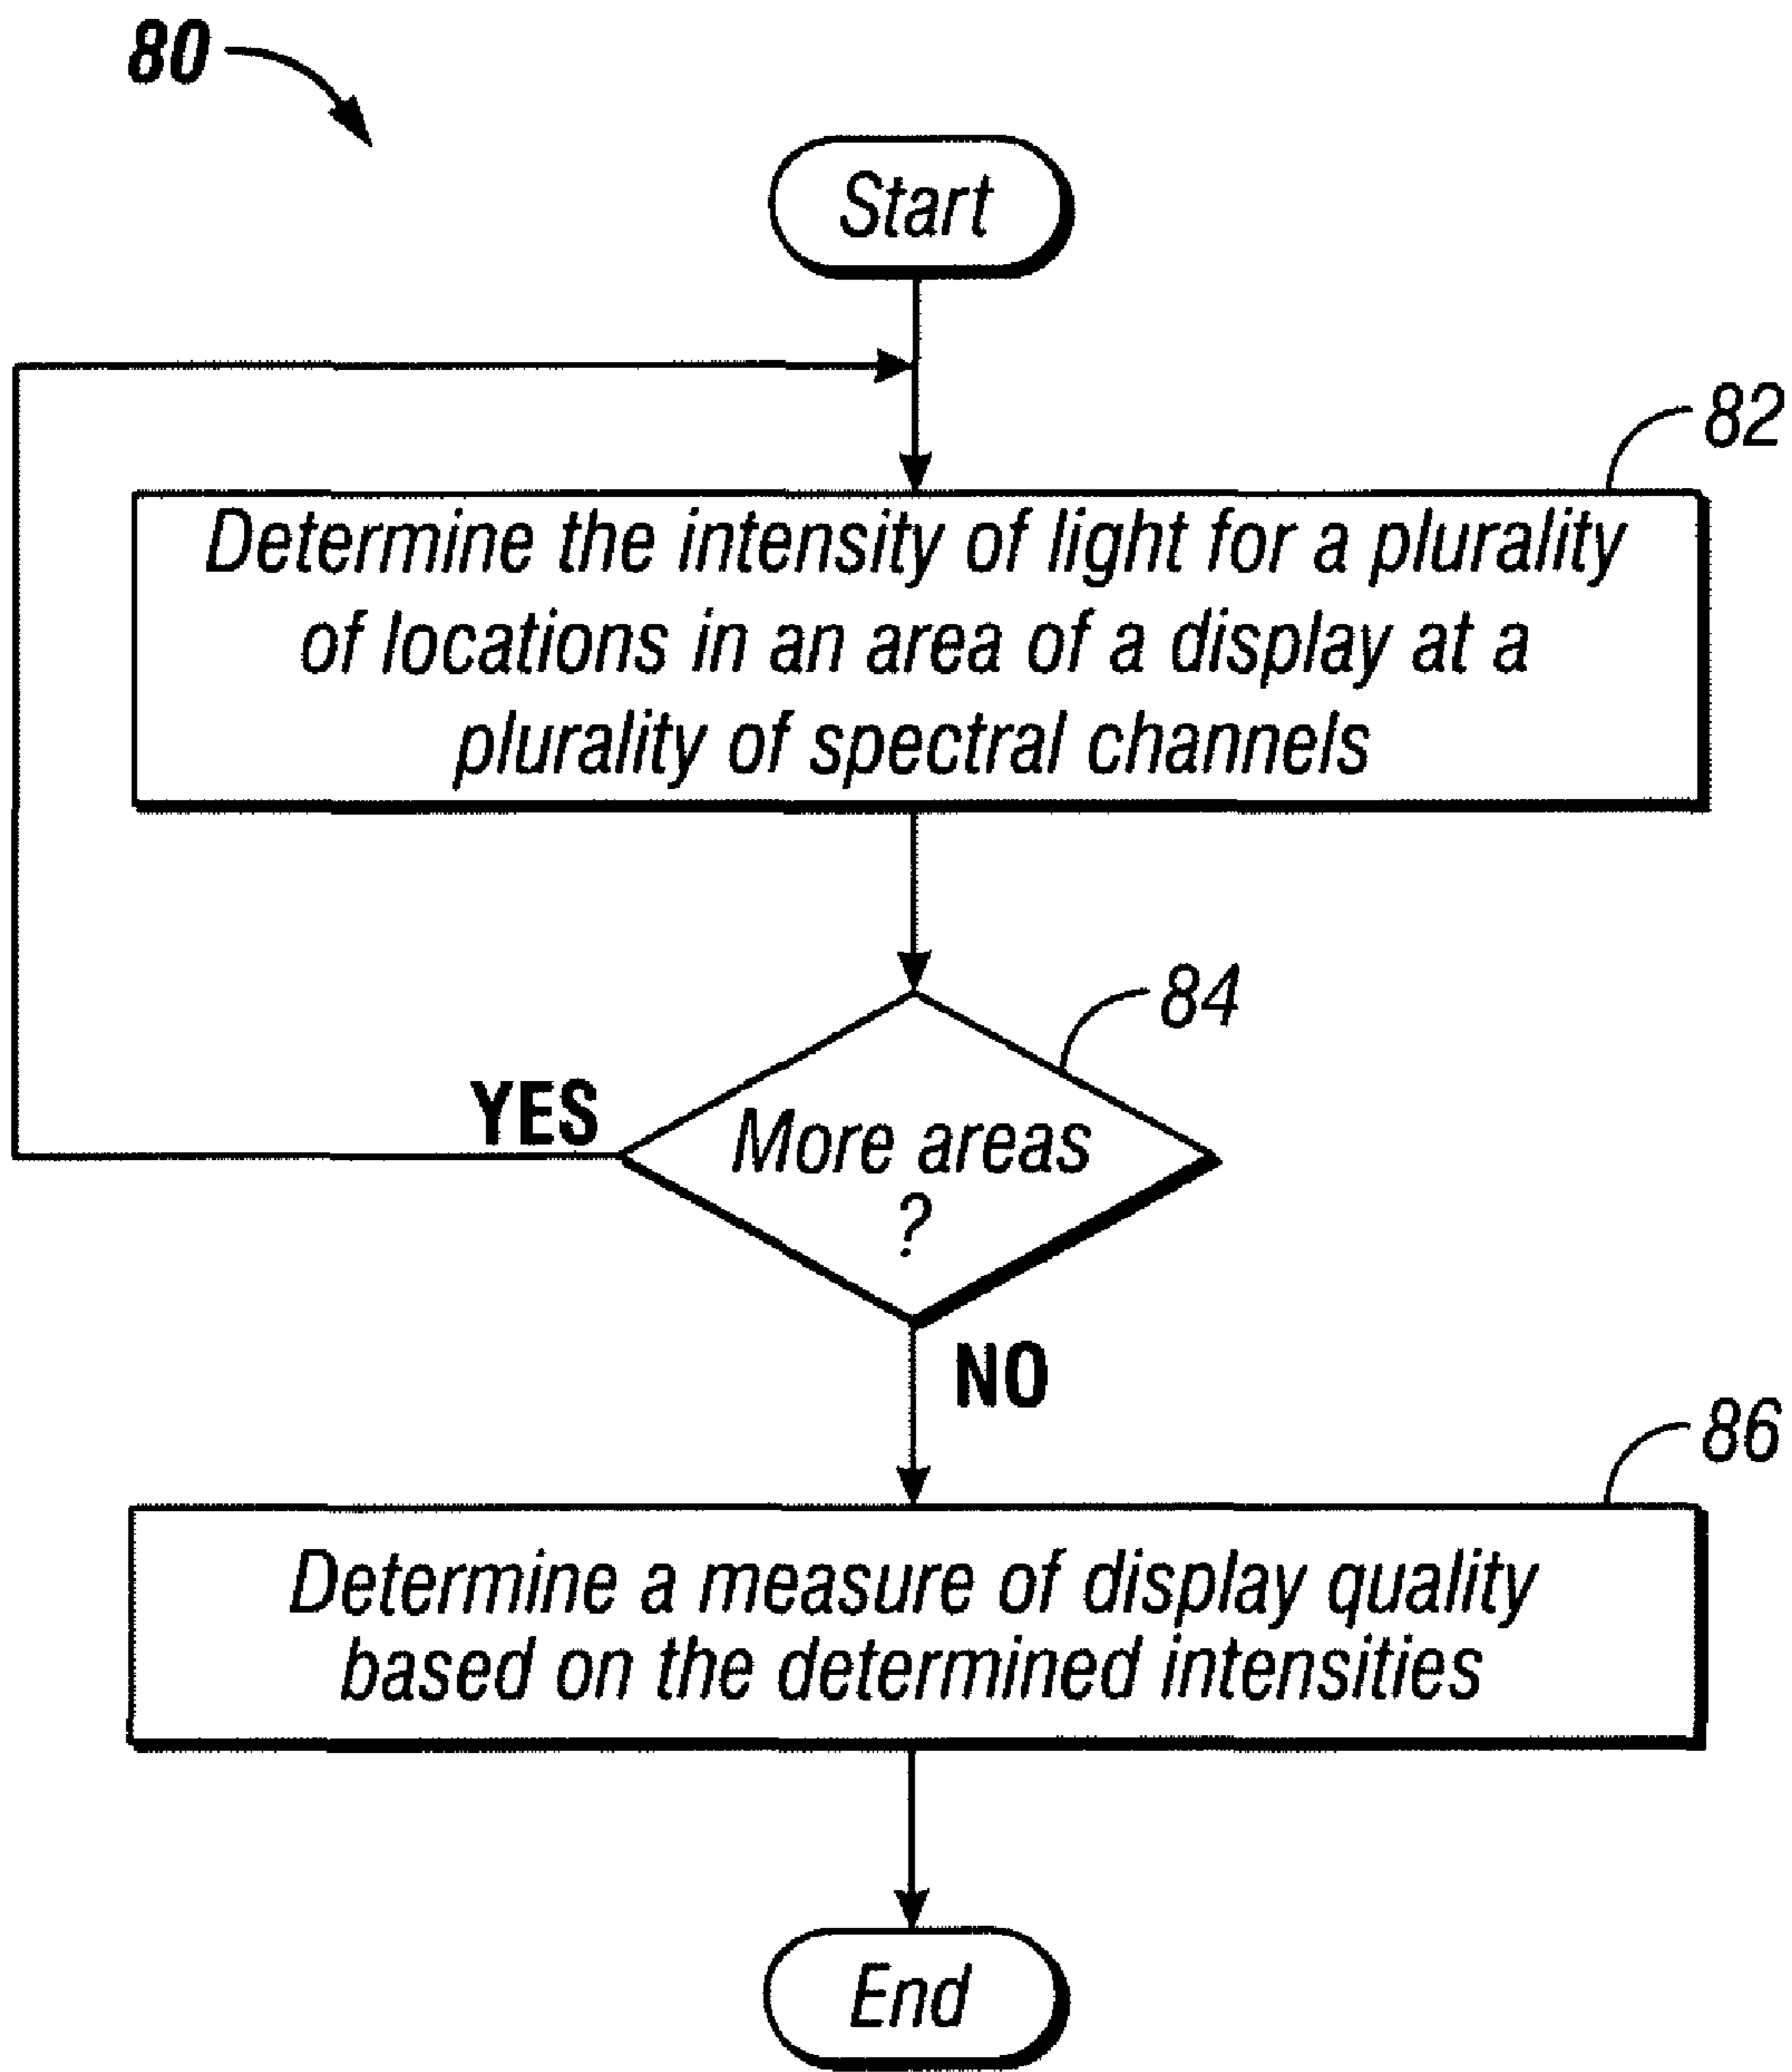 80
Start
82
Determine the intensity of light for a plurality
of locations in an area of a display at a
plurality of spectral channels
84
YES
More areas
?
NO
86
Determine a measure of display quality
based on the determined intensities
End